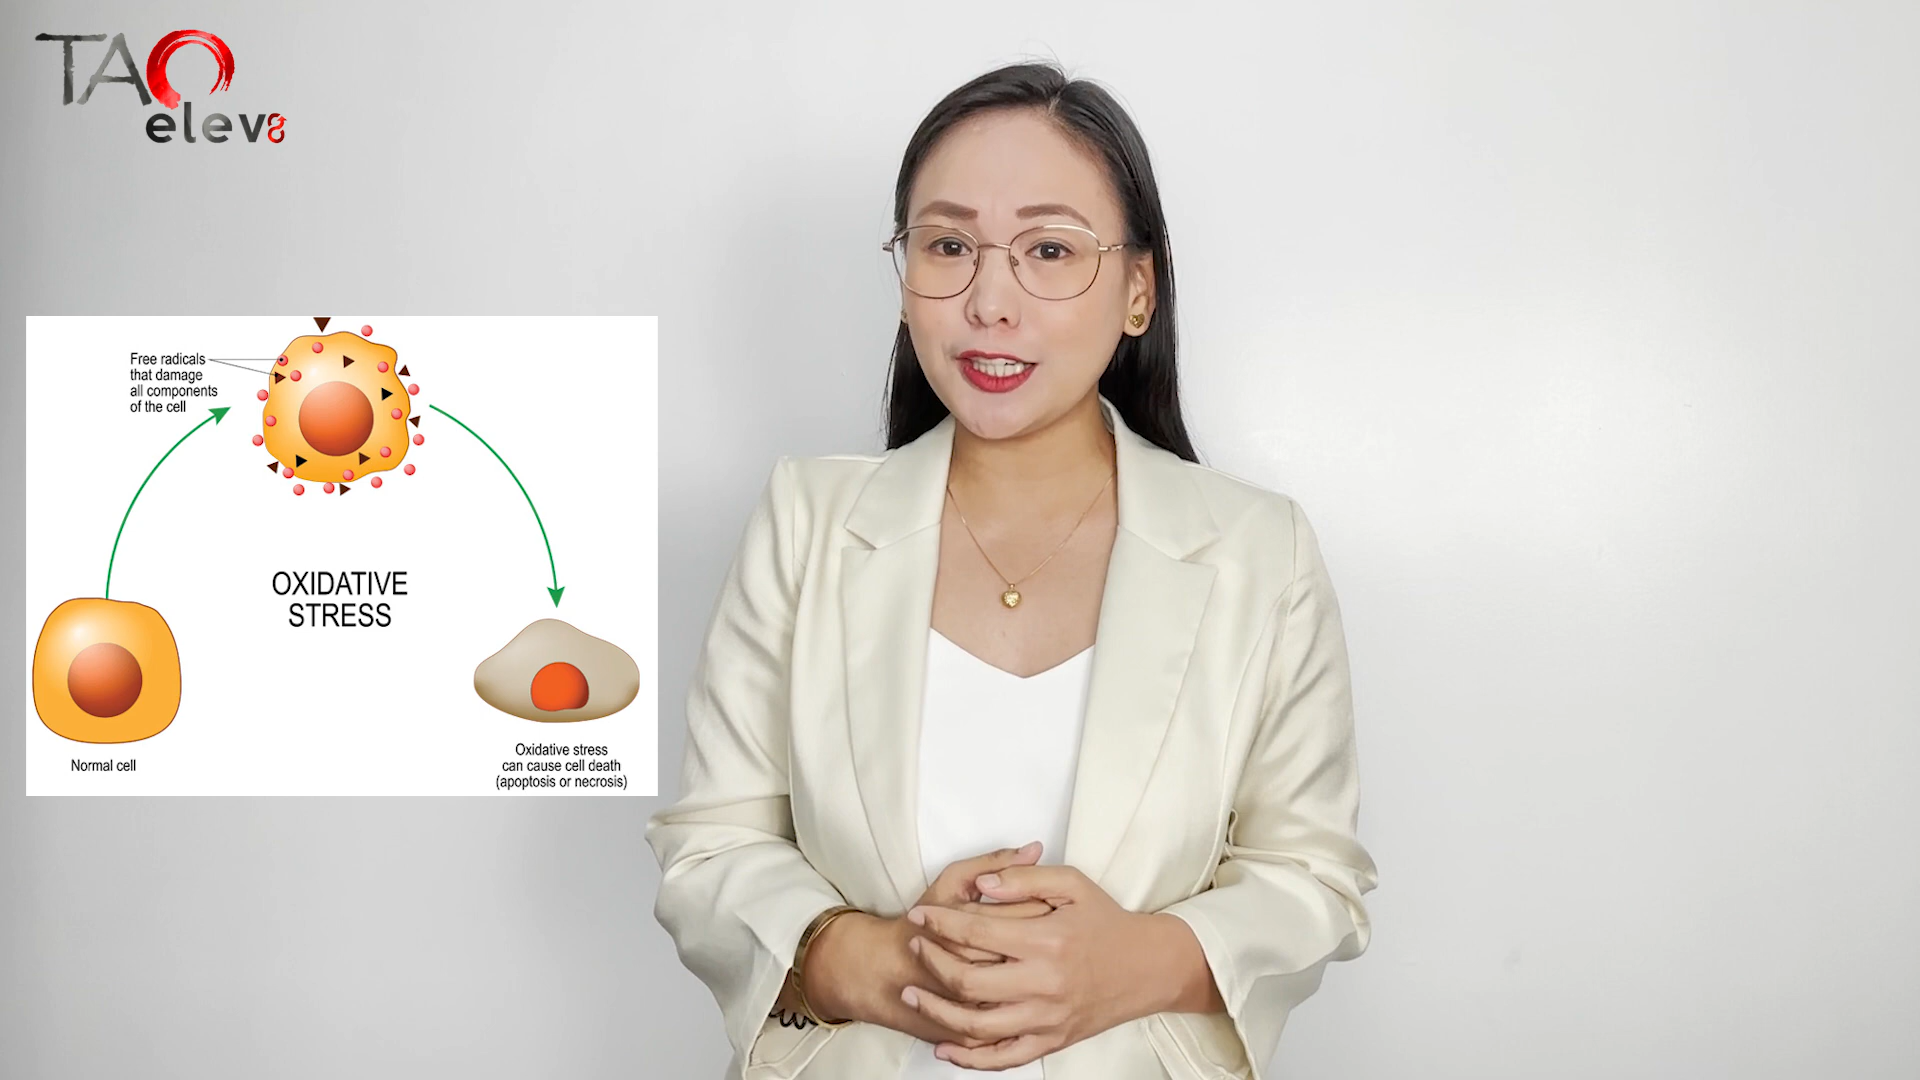 TAO
elev8
Free radicals
that damage
all components
of the cell
OXIDATIVE
STRESS
Normal cell
Oxidative stress
can cause cell death
(apoptosis or necrosis)